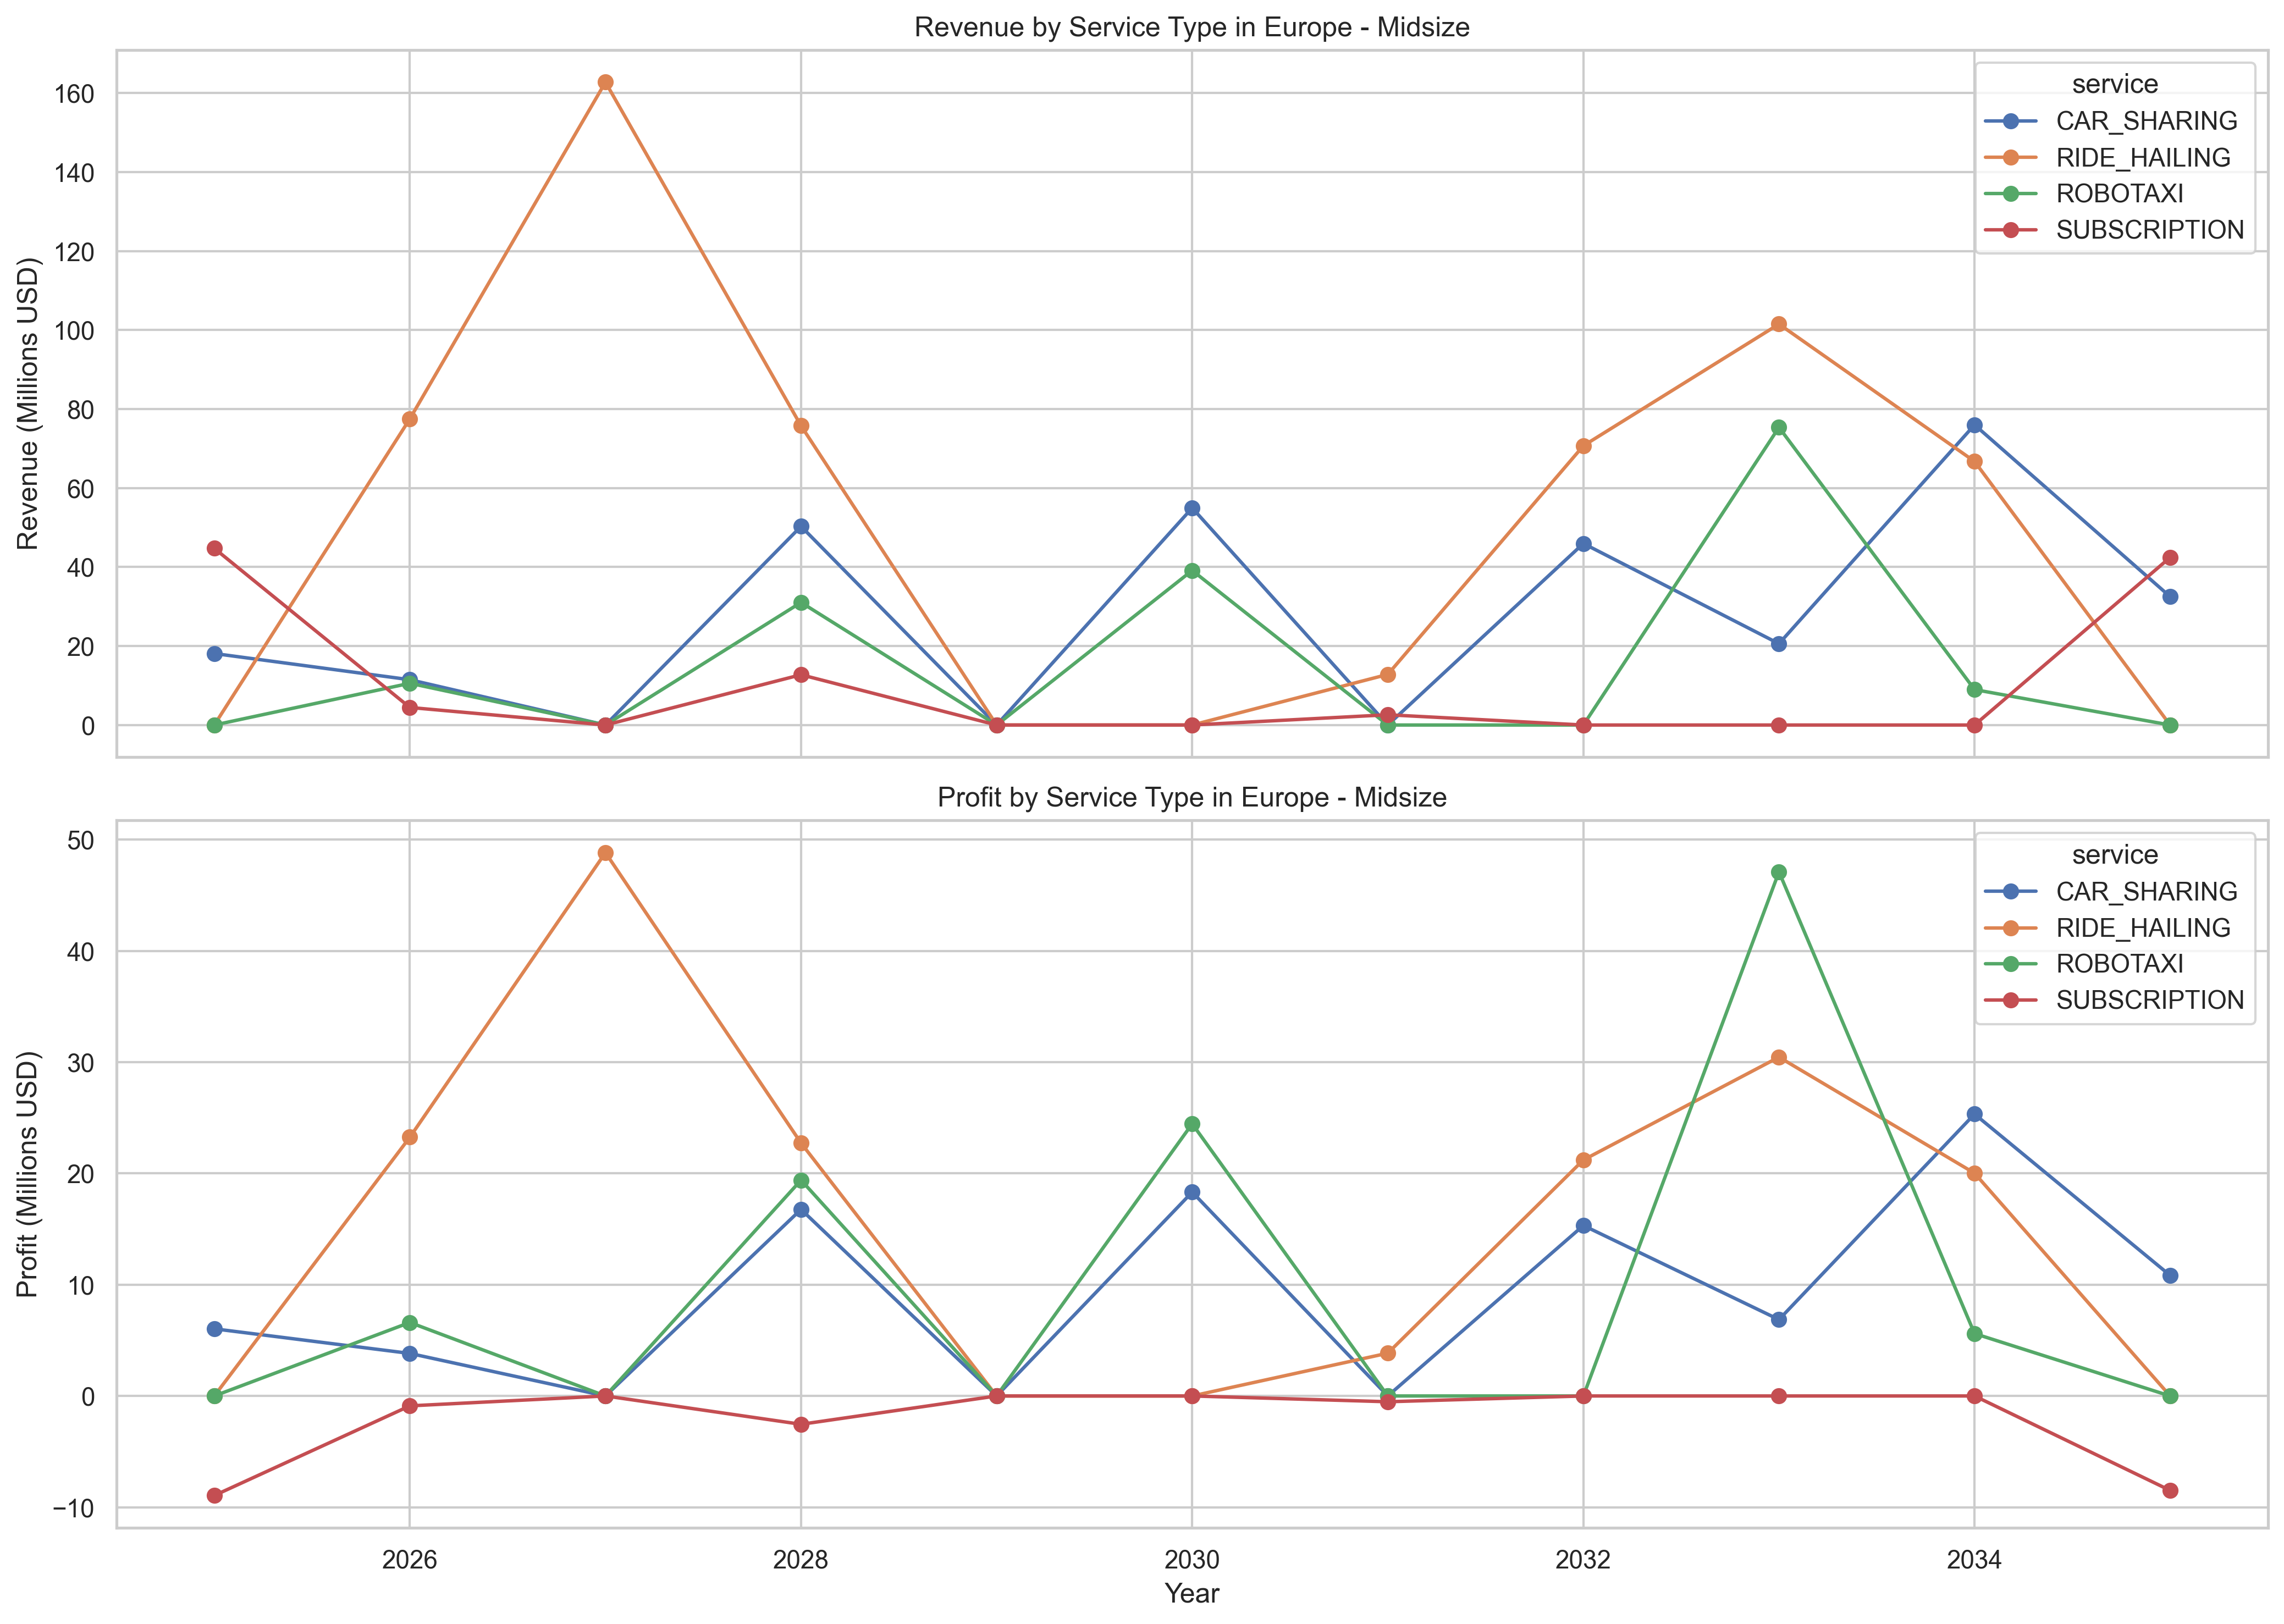 Revenue by Service Type in Europe - Midsize
Revenue (Millions USD)
160
140
120
100
80
60
40
20
0
service
CAR_SHARING
RIDE_HAILING
ROBOTAXI
SUBSCRIPTION
Profit by Service Type in Europe - Midsize
Profit (Millions USD)
50
40
30
20
10
0
−10
service
CAR_SHARING
RIDE_HAILING
ROBOTAXI
SUBSCRIPTION
2026 2028 2030 2032 2034
Year